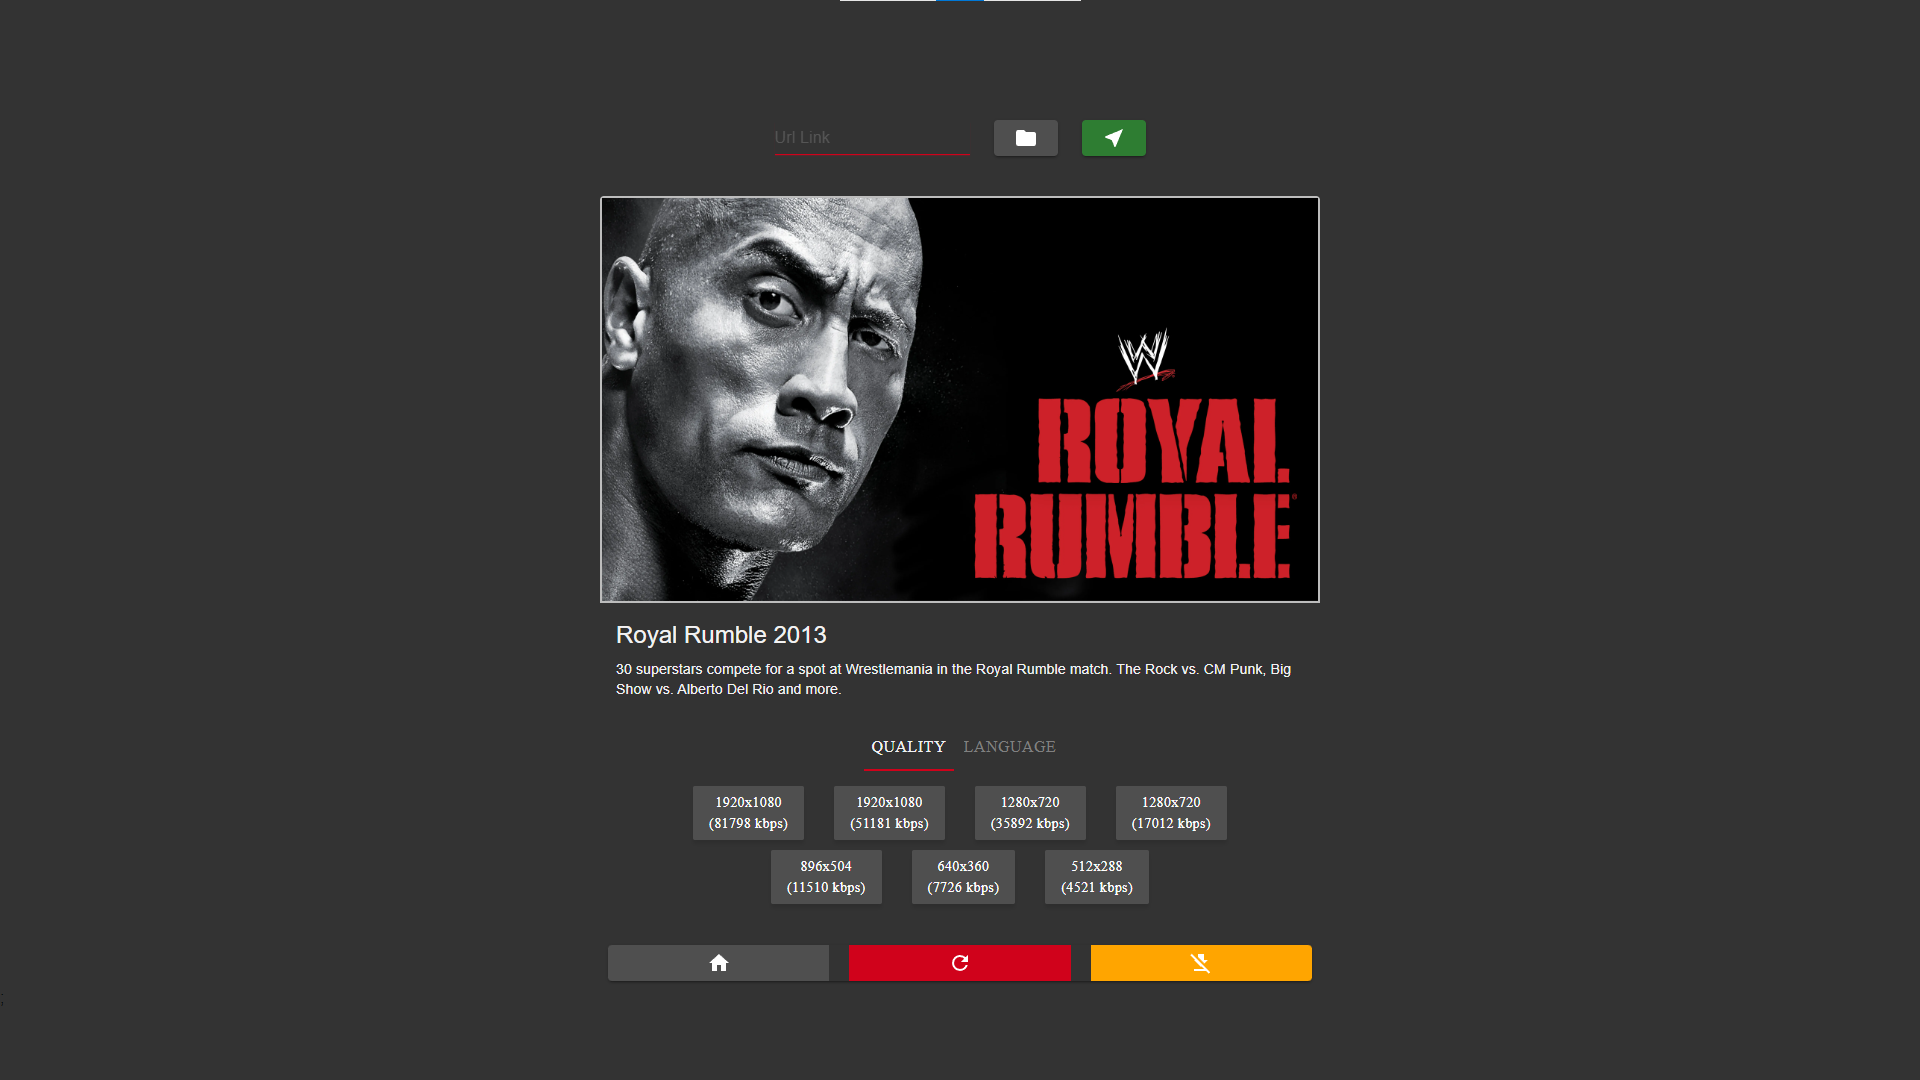 Url Link
W
ROYAL
RUMBLE
Royal Rumble 2013
30 superstars compete for a spot at Wrestlemania in the Royal Rumble match. The Rock vs. CM Punk, Big
Show vs. Alberto Del Rio and more.
QUALITY LANGUAGE
1920x1080 1920x1080 1280x720 1280x720
(81798 kbps) (51181 kbps) (35892 kbps) (17012 kbps)
896x504 640x360 512x288
(11510 kbps) (7726 kbps) (4521 kbps)
;